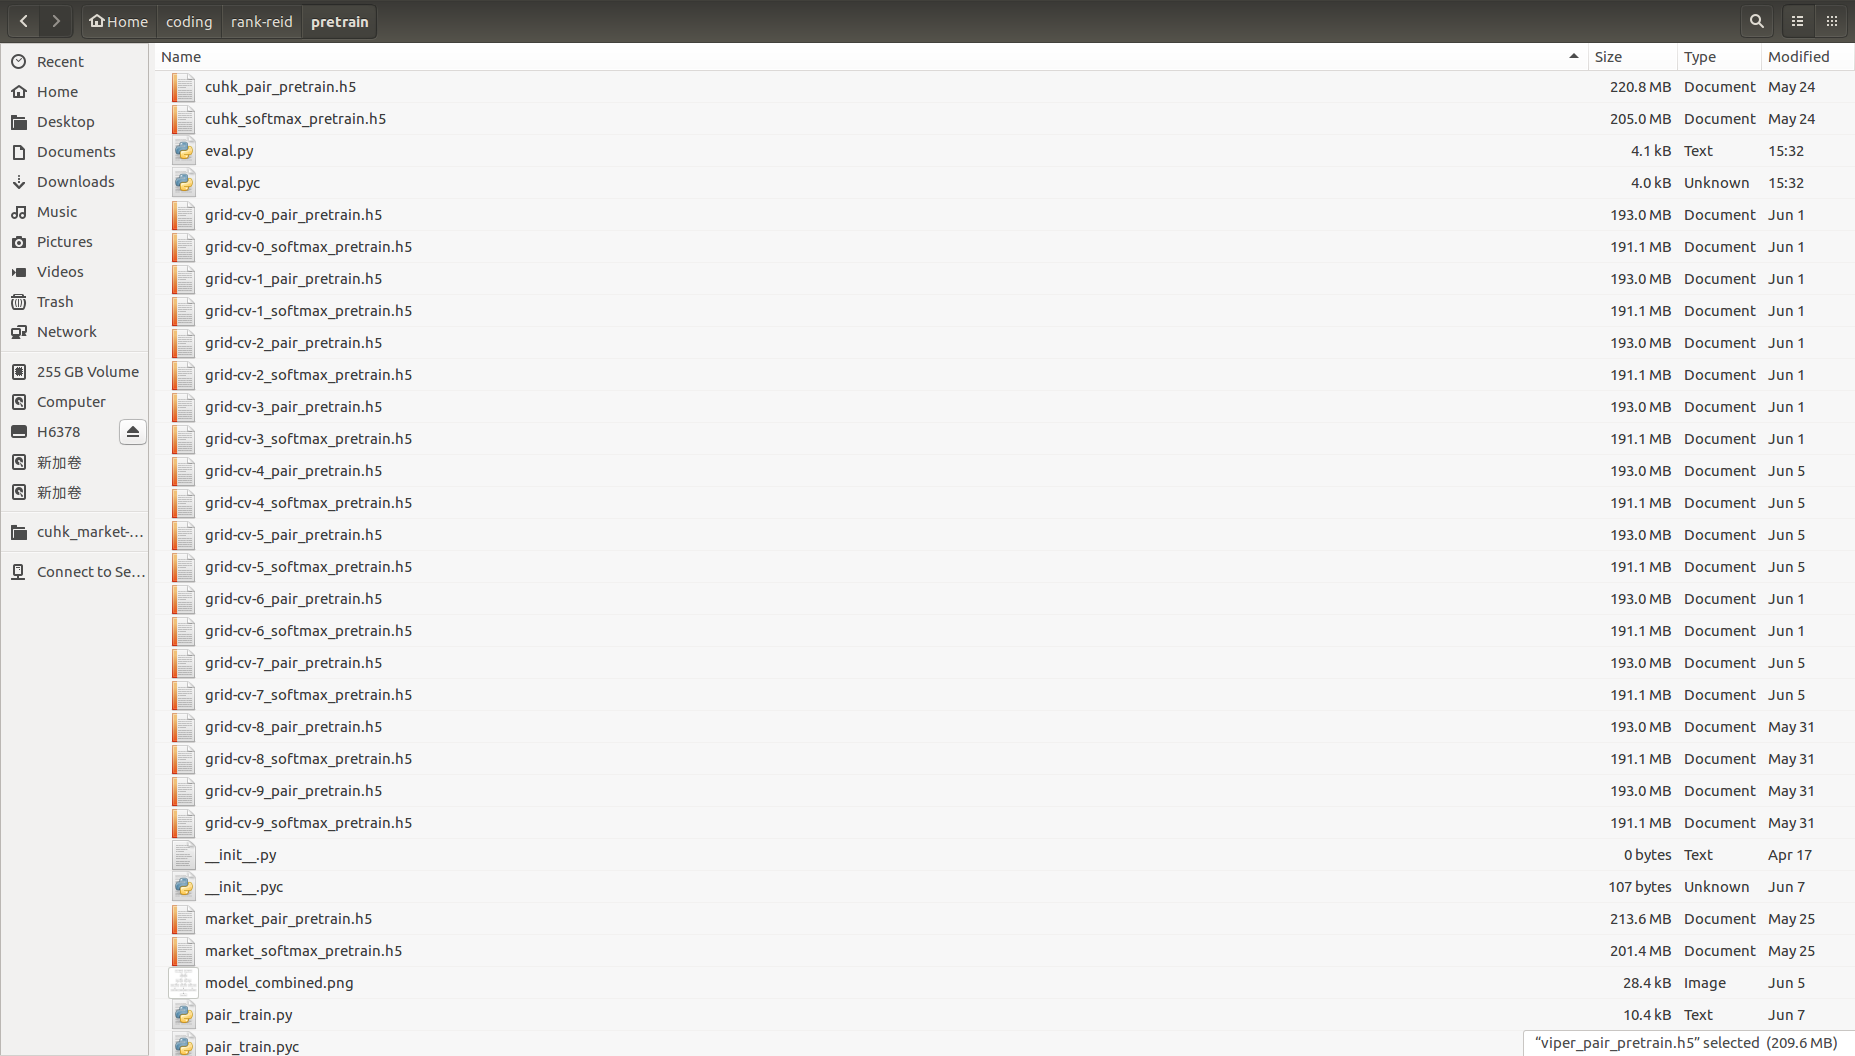 Home coding rank-reid pretrain
Name Size Type Modified
Recent
Home
Desktop
Documents
Downloads
Music
Pictures
Videos
Trash
Network
255 GB Volume
Computer
H6378
新加卷
新加卷
cuhk_market-...
Connect to Se...
cuhk_pair_pretrain.h5 220.8 MB Document May 24
cuhk_softmax_pretrain.h5 205.0 MB Document May 24
eval.py 4.1 kB Text 15:32
eval.pyc 4.0 kB Unknown 15:32
grid-cv-0_pair_pretrain.h5 193.0 MB Document Jun 1
grid-cv-0_softmax_pretrain.h5 191.1 MB Document Jun 1
grid-cv-1_pair_pretrain.h5 193.0 MB Document Jun 1
grid-cv-1_softmax_pretrain.h5 191.1 MB Document Jun 1
grid-cv-2_pair_pretrain.h5 193.0 MB Document Jun 1
grid-cv-2_softmax_pretrain.h5 191.1 MB Document Jun 1
grid-cv-3_pair_pretrain.h5 193.0 MB Document Jun 1
grid-cv-3_softmax_pretrain.h5 191.1 MB Document Jun 1
grid-cv-4_pair_pretrain.h5 193.0 MB Document Jun 5
grid-cv-4_softmax_pretrain.h5 191.1 MB Document Jun 5
grid-cv-5_pair_pretrain.h5 193.0 MB Document Jun 5
grid-cv-5_softmax_pretrain.h5 191.1 MB Document Jun 5
grid-cv-6_pair_pretrain.h5 193.0 MB Document Jun 1
grid-cv-6_softmax_pretrain.h5 191.1 MB Document Jun 1
grid-cv-7_pair_pretrain.h5 193.0 MB Document Jun 5
grid-cv-7_softmax_pretrain.h5 191.1 MB Document Jun 5
grid-cv-8_pair_pretrain.h5 193.0 MB Document May 31
grid-cv-8_softmax_pretrain.h5 191.1 MB Document May 31
grid-cv-9_pair_pretrain.h5 193.0 MB Document May 31
grid-cv-9_softmax_pretrain.h5 191.1 MB Document May 31
__init__.py 0 bytes Text Apr 17
__init__.pyc 107 bytes Unknown Jun 7
market_pair_pretrain.h5 213.6 MB Document May 25
market_softmax_pretrain.h5 201.4 MB Document May 25
model_combined.png 28.4 kB Image Jun 5
pair_train.py 10.4 kB Text Jun 7
pair_train.pyc
“viper_pair_pretrain.h5” selected (209.6 MB)